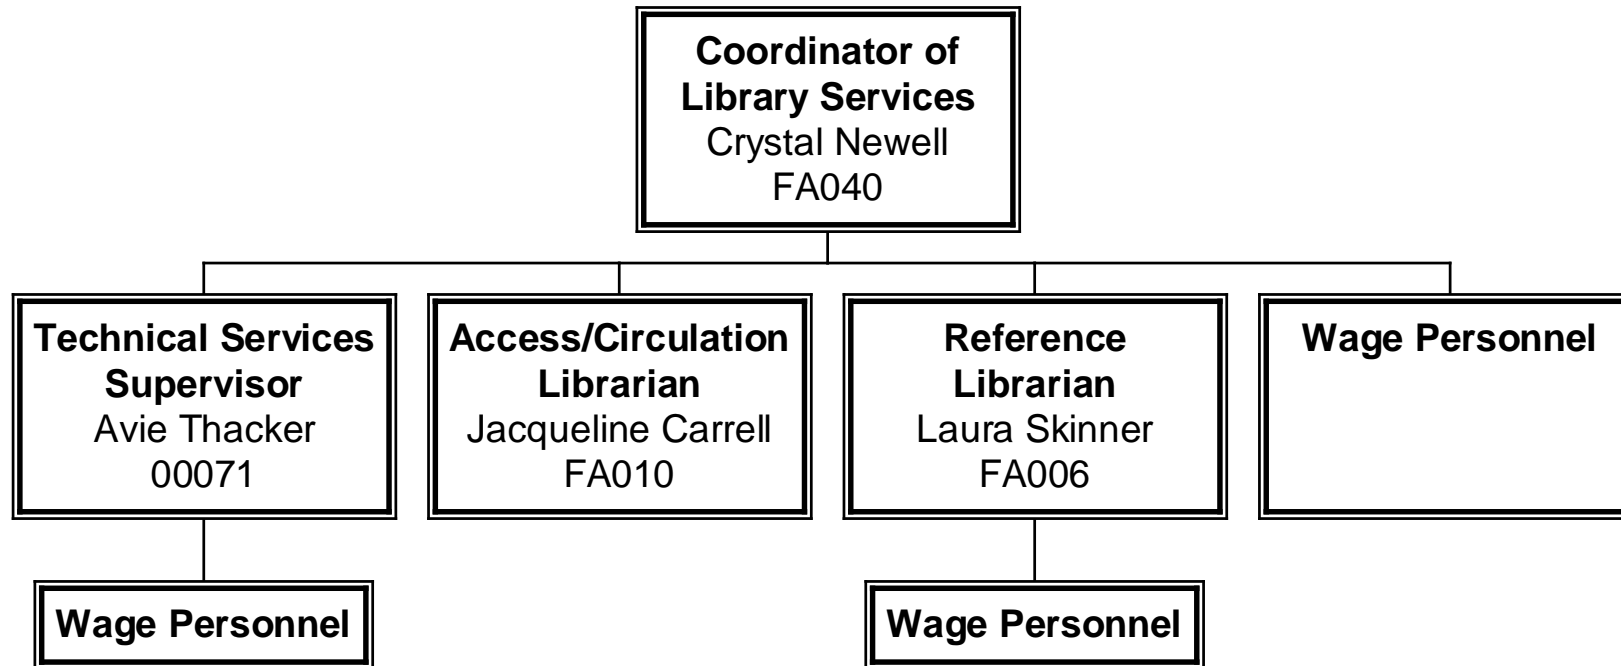 Coordinator of
Library Services
Crystal Newell
FA040
Technical Services
Supervisor
Avie Thacker
00071
Access/Circulation
Librarian
Jacqueline Carrell
FA010
Reference
Librarian
Laura Skinner
FA006
Wage Personnel
Wage Personnel
Wage Personnel